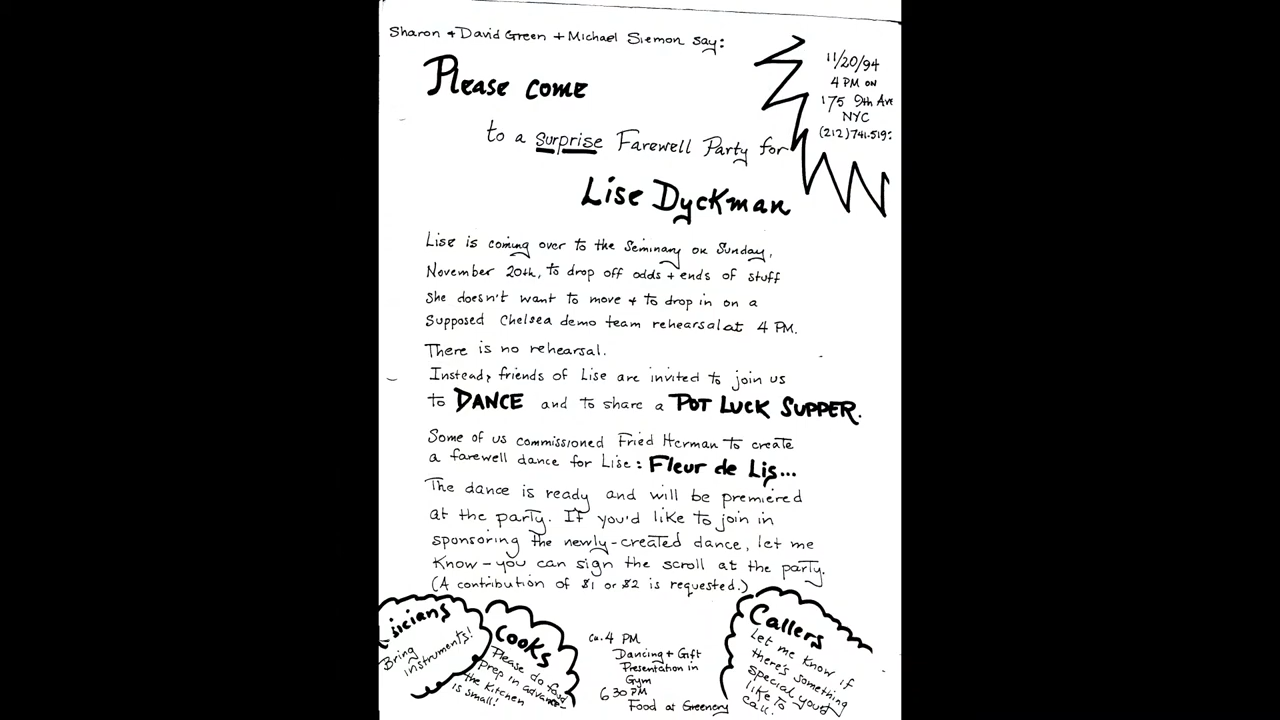 Sharon + David Green + Michael Siemon say:
Please come
to a surprise Farewell Party for
Lise Dyckman
11/20/94
4 PM on
175 9th Ave
NYC
(212)741.519
Lise is coming over to the Seminary on Sunday,
November 20th, to drop off odds + ends of stuff
she doesn't want to move + to drop in on a
supposed Chelsea demo team rehearsal at 4 PM.
There is no rehearsal.
Instead, friends of Lise are invited to join us
to DANCE and to share a POT LUCK SUPPER.
Some of us commissioned Fried Herman to create
a farewell dance for Lise: Fleur de Lis...
The dance is ready and will be premiered
at the party. If you'd like to join in
sponsoring the newly-created dance, let me
know - you can sign the scroll at the party.
(A contribution of $1 or $2 is requested.)
sicians
Bring
instruments!
Cooks
Please do food
prep in advance -
the kitchen
is small!
ca. 4 PM
Dancing + Gift
Presentation in
Gym
6 30 PM
Food at Greenery
Callers
Let me know if
there's something
special you'd
like to
call.